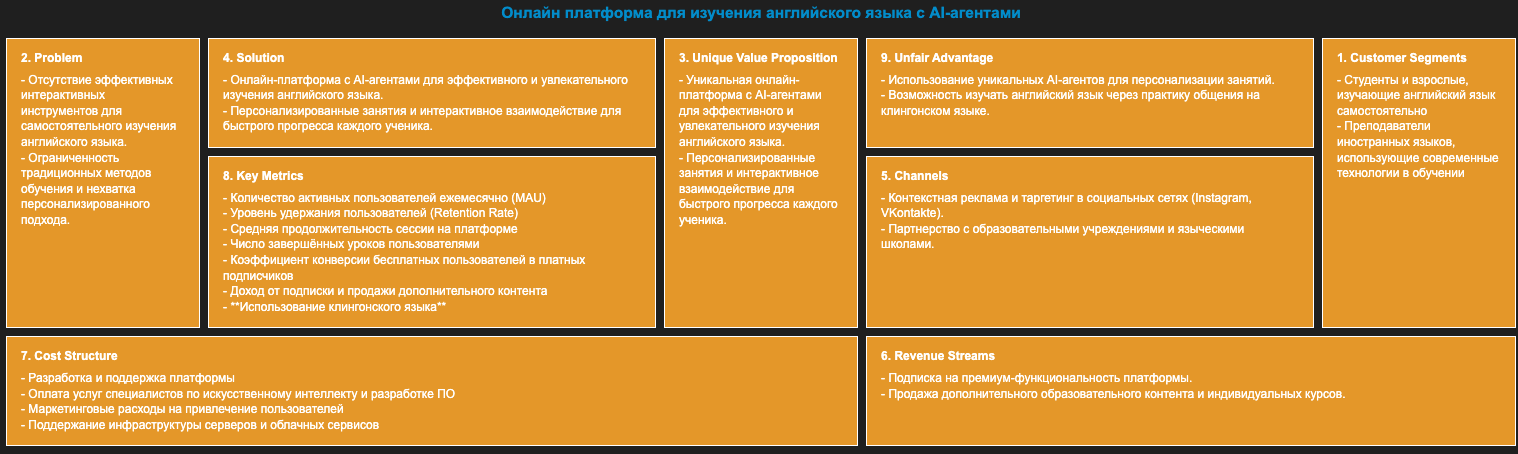 Онлайн платформа для изучения английского языка с AI-агентами
2. Problem
- Отсутствие эффективных
интерактивных
инструментов для
самостоятельного изучения
английского языка.
- Ограниченность
традиционных методов
обучения и нехватка
персонализированного
подхода.
4. Solution
- Онлайн-платформа с AI-агентами для эффективного и увлекательного
изучения английского языка.
- Персонализированные занятия и интерактивное взаимодействие для
быстрого прогресса каждого ученика.
8. Key Metrics
- Количество активных пользователей ежемесячно (MAU)
- Уровень удержания пользователей (Retention Rate)
- Средняя продолжительность сессии на платформе
- Число завершённых уроков пользователями
- Коэффициент конверсии бесплатных пользователей в платных
подписчиков
- Доход от подписки и продажи дополнительного контента
- **Использование клингонского языка**
3. Unique Value Proposition
- Уникальная онлайн-
платформа с AI-агентами
для эффективного и
увлекательного изучения
английского языка.
- Персонализированные
занятия и интерактивное
взаимодействие для
быстрого прогресса каждого
ученика.
9. Unfair Advantage
- Использование уникальных AI-агентов для персонализации занятий.
- Возможность изучать английский язык через практику общения на
клингонском языке.
5. Channels
- Контекстная реклама и таргетинг в социальных сетях (Instagram,
VKontakte).
- Партнерство с образовательными учреждениями и языческими
школами.
1. Customer Segments
- Студенты и взрослые,
изучающие английский язык
самостоятельно
- Преподаватели
иностранных языков,
использующие современные
технологии в обучении
7. Cost Structure
- Разработка и поддержка платформы
- Оплата услуг специалистов по искусственному интеллекту и разработке ПО
- Маркетинговые расходы на привлечение пользователей
- Поддержание инфраструктуры серверов и облачных сервисов
6. Revenue Streams
- Подписка на премиум-функциональность платформы.
- Продажа дополнительного образовательного контента и индивидуальных курсов.